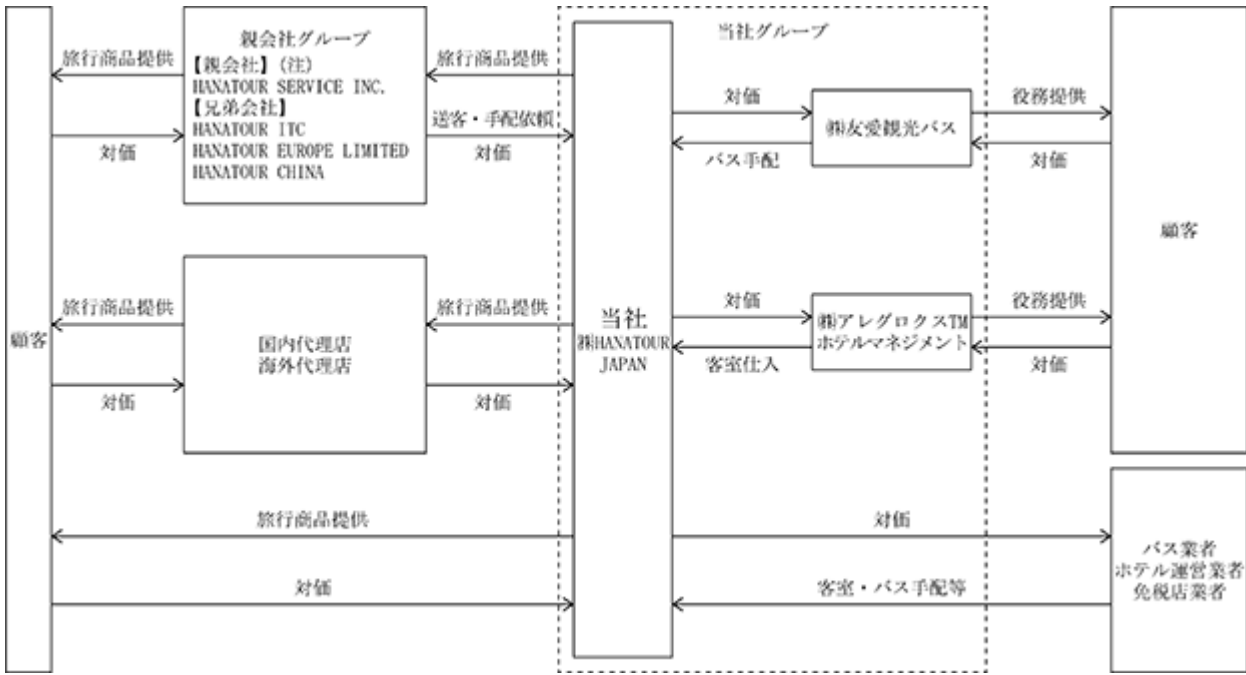 当社グループ
親会社グループ
【親会社】(注)
HANATOUR SERVICE INC.
【兄弟会社】
HANATOUR ITC
HANATOUR EUROPE LIMITED
HANATOUR CHINA
旅行商品提供
対価
旅行商品提供
送客・手配依頼
対価
対価
バス手配
㈱友愛観光バス
役務提供
対価
顧客
顧客
旅行商品提供
対価
国内代理店
海外代理店
旅行商品提供
対価
当社
㈱HANATOUR
JAPAN
対価
客室仕入
㈱アレグロクスTM
ホテルマネジメント
役務提供
対価
旅行商品提供
対価
対価
客室・バス手配等
バス業者
ホテル運営業者
免税店業者